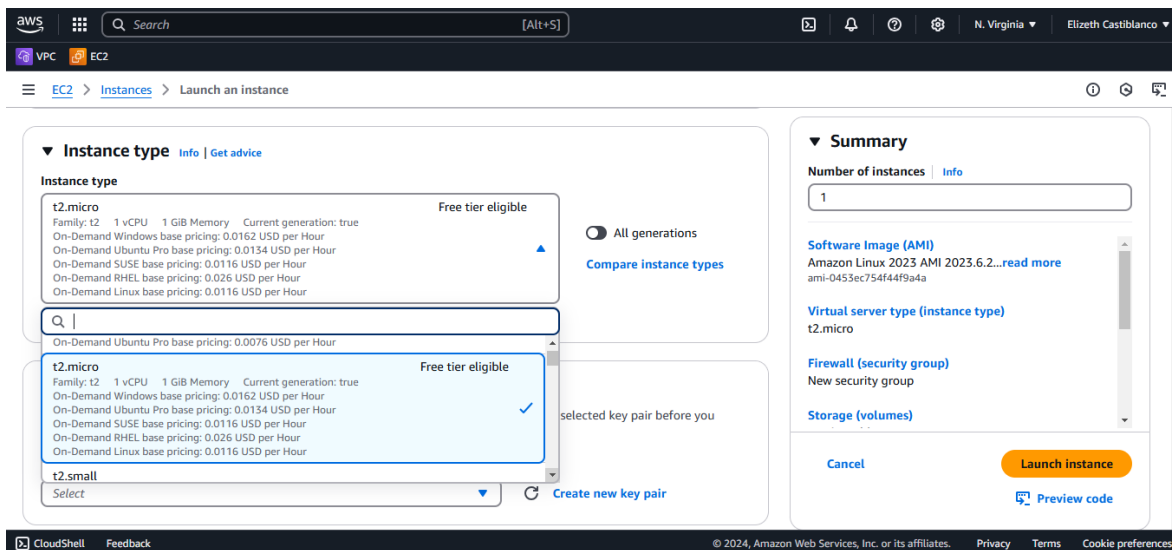 aws
Search [Alt+S]
N. Virginia
Elizeth Castiblanco
VPC
EC2
EC2 > Instances > Launch an instance
Instance type Info | Get advice
Instance type
t2.micro Free tier eligible
Family: t2 1 vCPU 1 GiB Memory Current generation: true
On-Demand Windows base pricing: 0.0162 USD per Hour
On-Demand Ubuntu Pro base pricing: 0.0134 USD per Hour
On-Demand SUSE base pricing: 0.0116 USD per Hour
On-Demand RHEL base pricing: 0.026 USD per Hour
On-Demand Linux base pricing: 0.0116 USD per Hour
All generations
Compare instance types
On-Demand Ubuntu Pro base pricing: 0.0076 USD per Hour
t2.micro Free tier eligible
Family: t2 1 vCPU 1 GiB Memory Current generation: true
On-Demand Windows base pricing: 0.0162 USD per Hour
On-Demand Ubuntu Pro base pricing: 0.0134 USD per Hour
On-Demand SUSE base pricing: 0.0116 USD per Hour
On-Demand RHEL base pricing: 0.026 USD per Hour
On-Demand Linux base pricing: 0.0116 USD per Hour
t2.small
selected key pair before you
Select
Create new key pair
Summary
Number of instances Info
1
Software Image (AMI)
Amazon Linux 2023 AMI 2023.6.2...read more
ami-0453ec754f44f9a4a
Virtual server type (instance type)
t2.micro
Firewall (security group)
New security group
Storage (volumes)
Cancel
Launch instance
Preview code
CloudShell Feedback
© 2024, Amazon Web Services, Inc. or its affiliates. Privacy Terms Cookie preferences